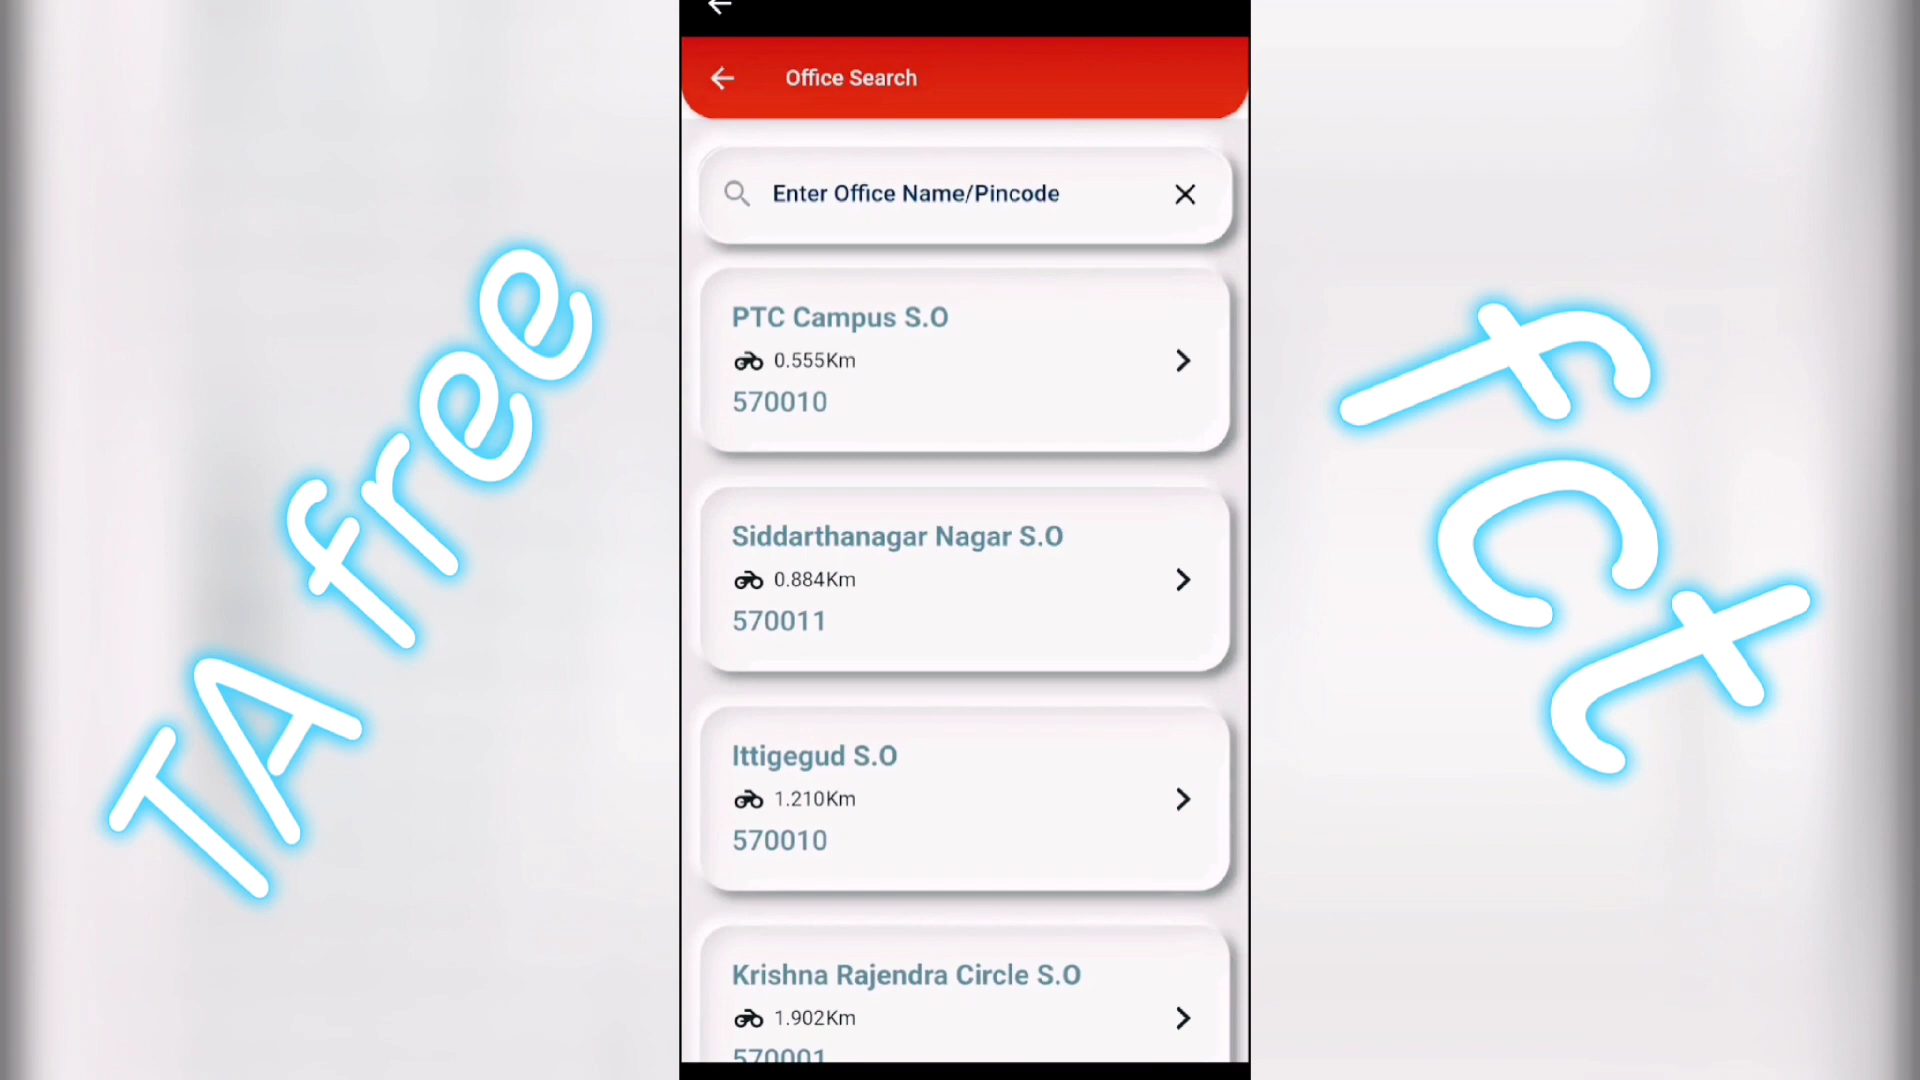 Office Search
Enter Office Name/Pincode
PTC Campus S.O
0.555Km
570010
Siddarthanagar Nagar S.O
0.884Km
570011
Ittigegud S.O
1.210Km
570010
Krishna Rajendra Circle S.O
1.902Km
570001
TA free
fct